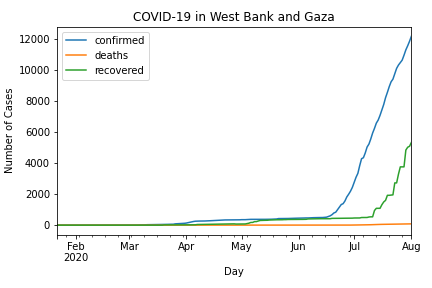 COVID-19 in West Bank and Gaza
confirmed
deaths
recovered
Number of Cases
12000
10000
8000
6000
4000
2000
0
Feb Mar Apr May Jun Jul Aug
2020
Day